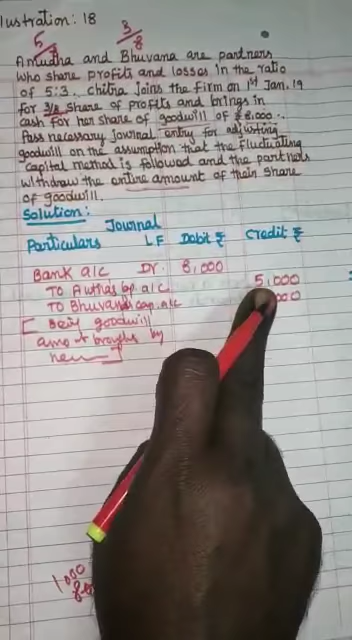 lustration: 18
5/8
3/8
Anudha and Bhuvana are partners
who share profits and losses in the ratio
of 5:3. chitra Joins the firm on 1st Jan. 19
for 3/8 share of profits and brings in
cash for her share of goodwill of ₹ 8,000.
Pass necessary Journal entry for adjusting
goodwill on the assumption that the fluctuating
capital method is followed and the partners
withdraw the entire amount of their share
of goodwill.
Solution:
Journal
Particulars LF Debit ₹ Credit ₹
Bank a/c Dr. 8,000
To cap. a/c 5,000
To Bhuvana cap. a/c 000
[ Being goodwill
by
1000